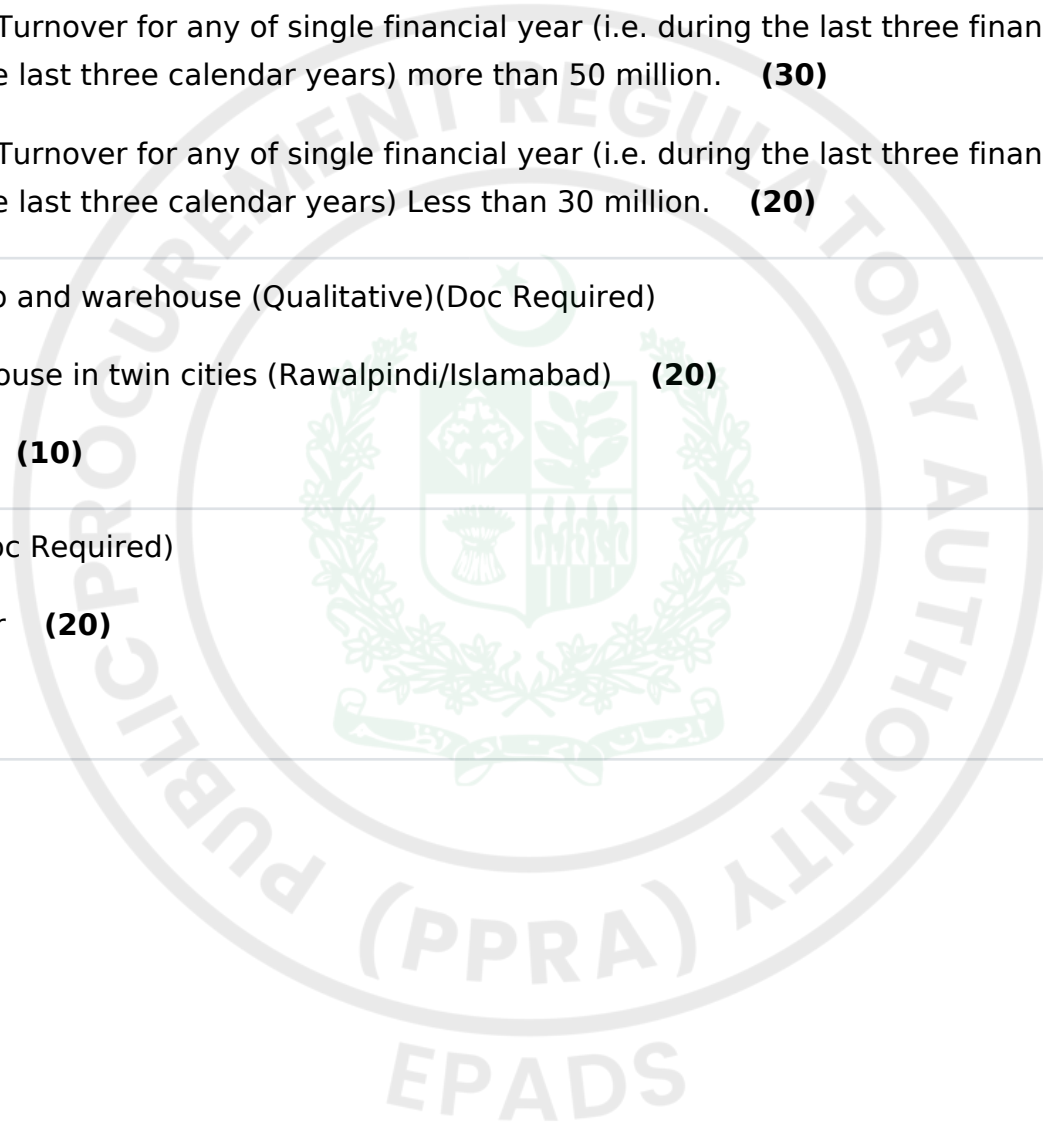 Turnover for any of single financial year (i.e. during the last three finan
e last three calendar years) more than 50 million. (30)
Turnover for any of single financial year (i.e. during the last three finan
e last three calendar years) Less than 30 million. (20)
and warehouse (Qualitative)(Doc Required)
ouse in twin cities (Rawalpindi/Islamabad) (20)
(10)
oc Required)
(20)
PUBLIC PROCUREMENT REGULATORY AUTHORITY
(PPRA)
EPADS